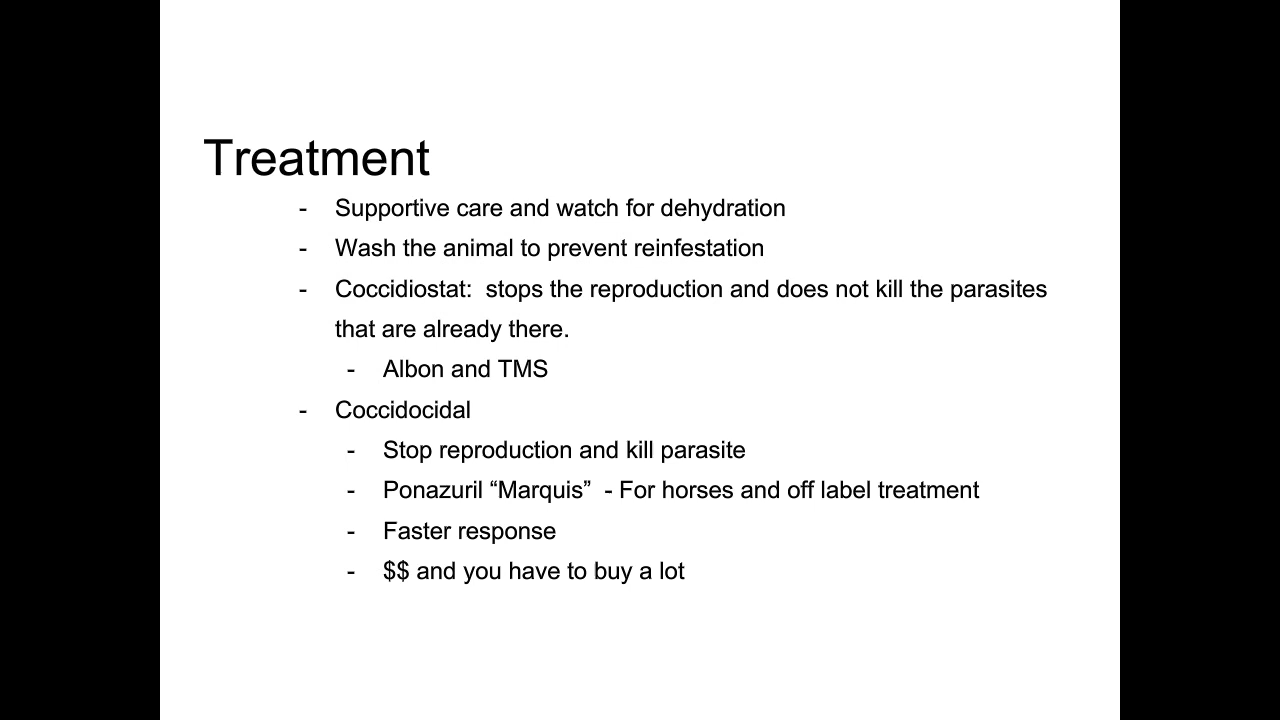 Treatment
- Supportive care and watch for dehydration
- Wash the animal to prevent reinfestation
- Coccidiostat:  stops the reproduction and does not kill the parasites
that are already there.
- Albon and TMS
- Coccidocidal
- Stop reproduction and kill parasite
- Ponazuril “Marquis”  - For horses and off label treatment
- Faster response
- $$ and you have to buy a lot